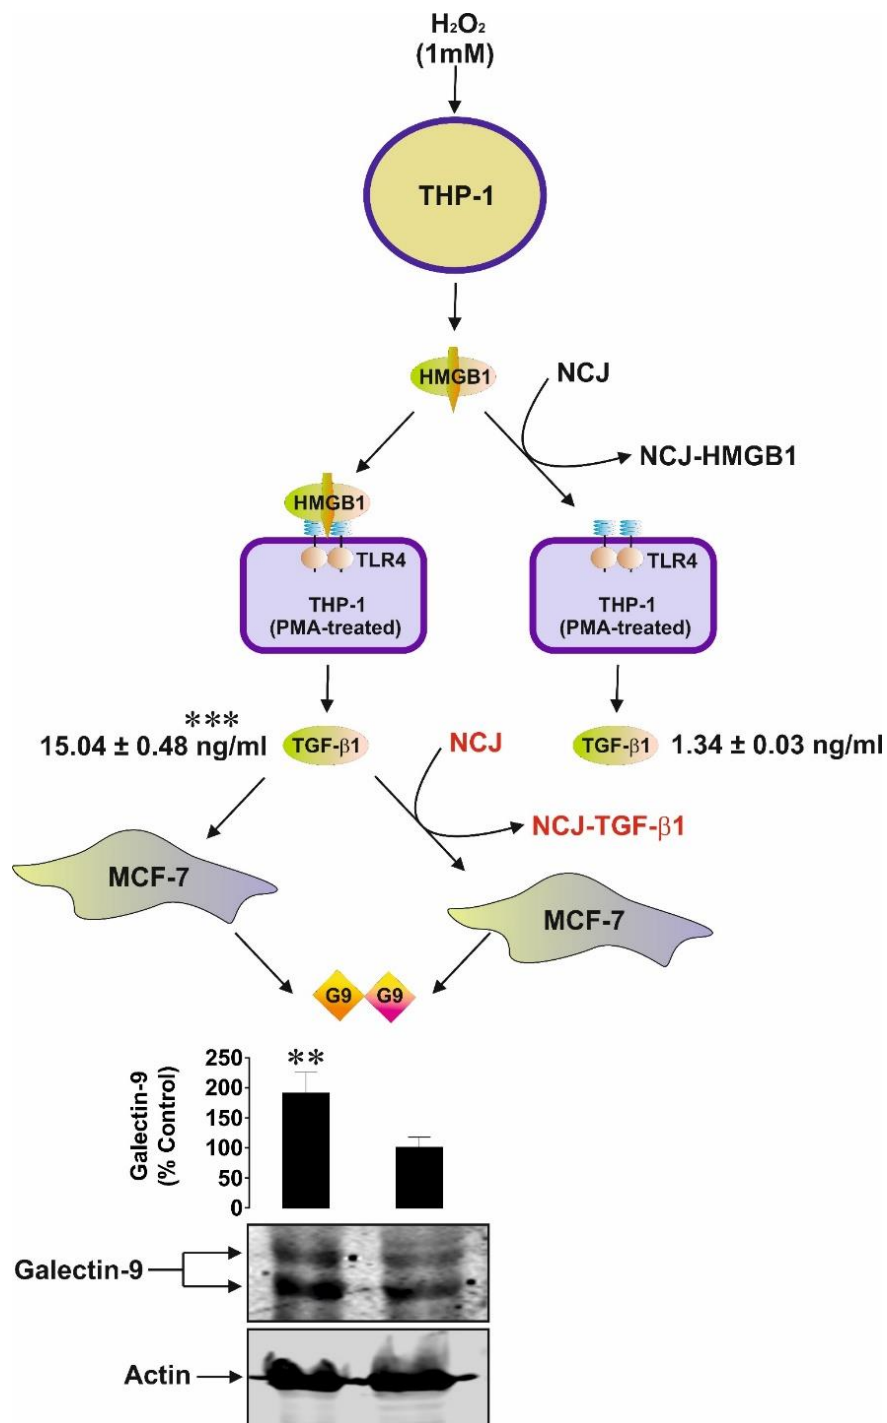 H₂O₂
(1mM)
THP-1
HMGB1
NCJ
NCJ-HMGB1
HMGB1
TLR4
TLR4
THP-1
(PMA-treated)
THP-1
(PMA-treated)
***
15.04 ± 0.48 ng/ml
TGF-β1
NCJ
TGF-β1
1.34 ± 0.03 ng/ml
NCJ-TGF-β1
MCF-7
MCF-7
G9
G9
Galectin-9
(% Control)
250
200
150
100
50
0
**
Galectin-9
Actin